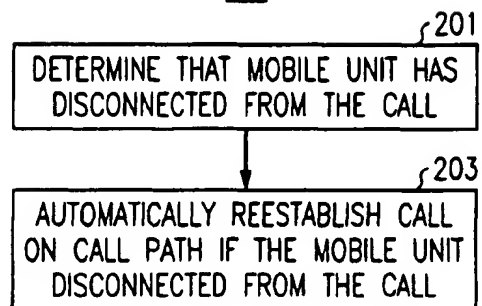 201
DETERMINE THAT MOBILE UNIT HAS
DISCONNECTED FROM THE CALL
203
AUTOMATICALLY REESTABLISH CALL
ON CALL PATH IF THE MOBILE UNIT
DISCONNECTED FROM THE CALL